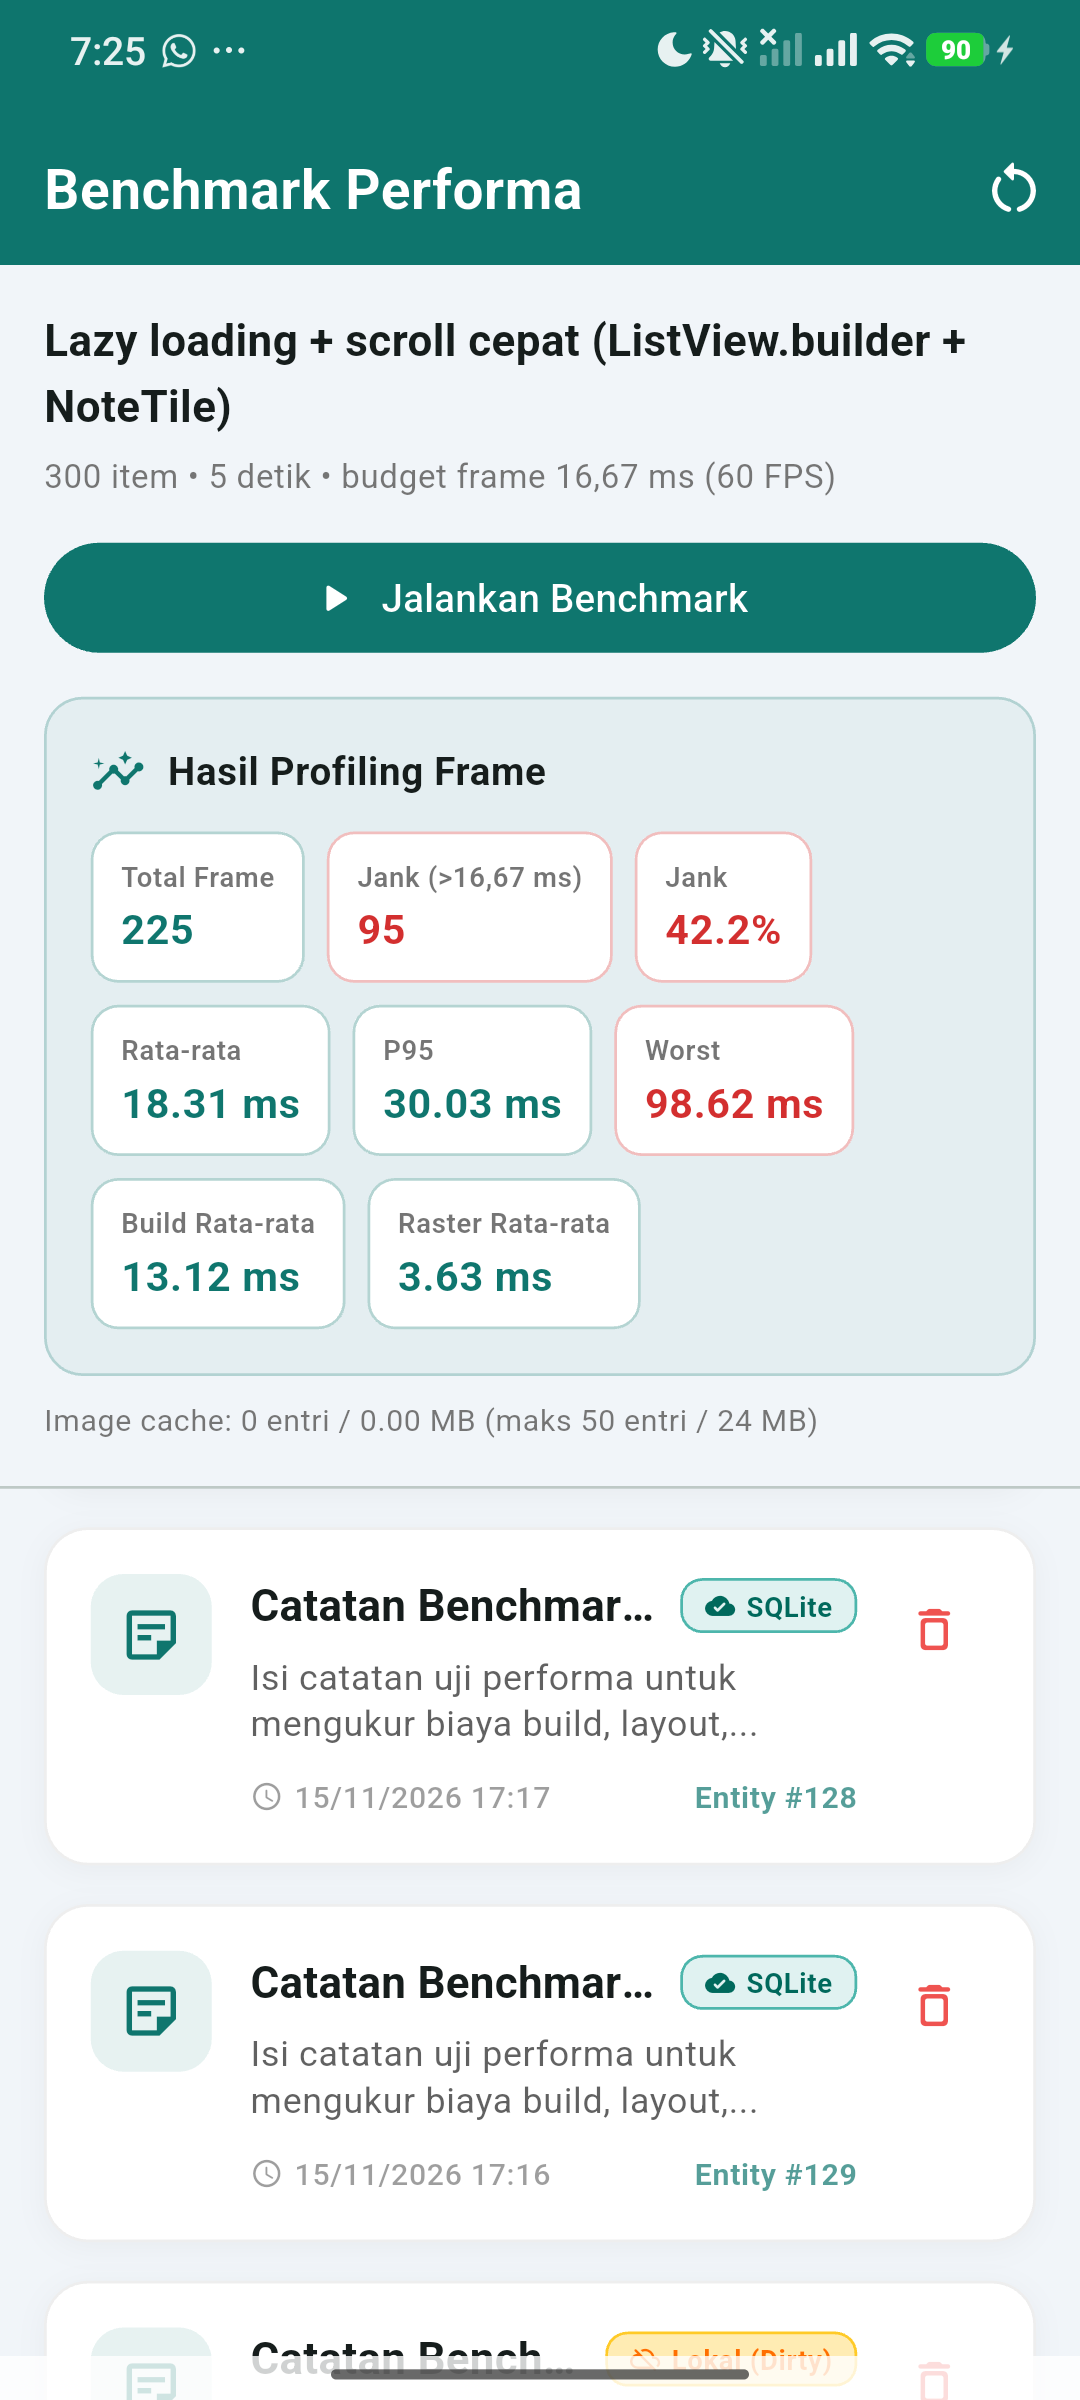 7:25
90
Benchmark Performa
Lazy loading + scroll cepat (ListView.builder +
NoteTile)
300 item • 5 detik • budget frame 16,67 ms (60 FPS)
Jalankan Benchmark
Hasil Profiling Frame
Total Frame
225
Jank (>16,67 ms)
95
Jank
42.2%
Rata-rata
18.31 ms
P95
30.03 ms
Worst
98.62 ms
Build Rata-rata
13.12 ms
Raster Rata-rata
3.63 ms
Image cache: 0 entri / 0.00 MB (maks 50 entri / 24 MB)
Catatan Benchmar...
SQLite
Isi catatan uji performa untuk
mengukur biaya build, layout,...
15/11/2026 17:17
Entity #128
Catatan Benchmar...
SQLite
Isi catatan uji performa untuk
mengukur biaya build, layout,...
15/11/2026 17:16
Entity #129
Catatan Bench...
Lokal (Dirty)